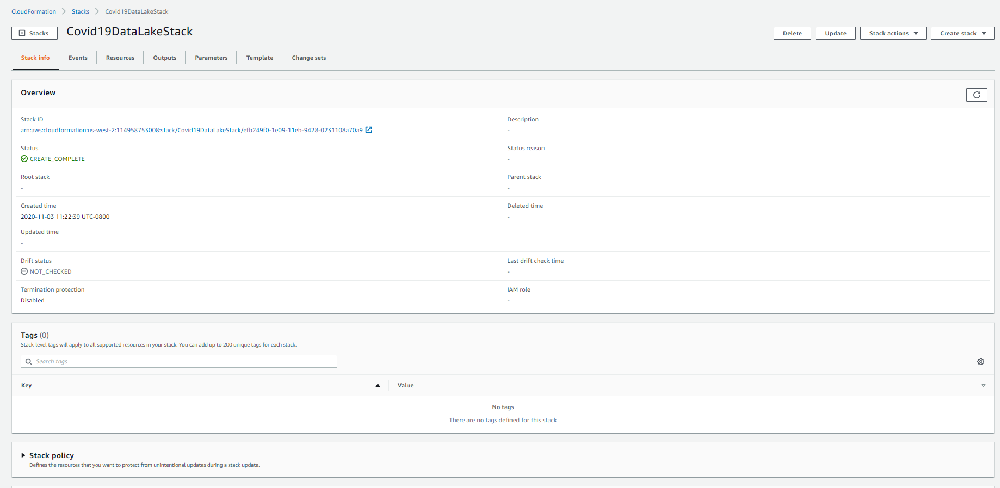 CloudFormation > Stacks > Covid19DataLakeStack
Stacks
Covid19DataLakeStack
Delete
Update
Stack actions
Create stack
Stack info
Events
Resources
Outputs
Parameters
Template
Change sets
Overview
Stack ID
arn:aws:cloudformation:us-west-2:114958753008:stack/Covid19DataLakeStack/efb249f0-1e09-11eb-9428-0231108a70a9
Description
-
Status
CREATE_COMPLETE
Status reason
-
Root stack
-
Parent stack
-
Created time
2020-11-03 11:22:39 UTC-0800
Deleted time
-
Updated time
-
Drift status
NOT_CHECKED
Last drift check time
-
Termination protection
Disabled
IAM role
-
Tags (0)
Stack-level tags will apply to all supported resources in your stack. You can add up to 200 unique tags for each stack.
Search tags
Key
Value
No tags
There are no tags defined for this stack
Stack policy
Defines the resources that you want to protect from unintentional updates during a stack update.